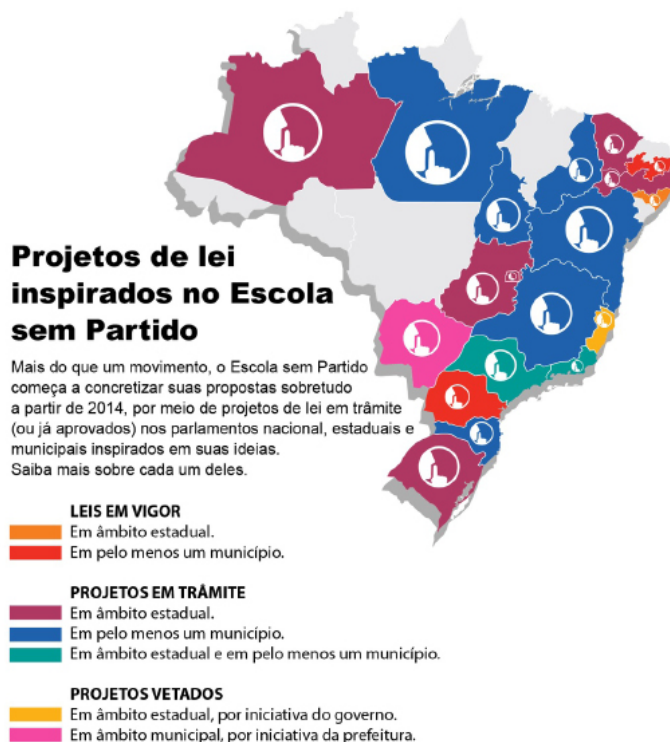 Projetos de lei
inspirados no Escola
sem Partido
Mais do que um movimento, o Escola sem Partido
começa a concretizar suas propostas sobretudo
a partir de 2014, por meio de projetos de lei em trâmite
(ou já aprovados) nos parlamentos nacional, estaduais e
municipais inspirados em suas ideias.
Saiba mais sobre cada um deles.
LEIS EM VIGOR
Em âmbito estadual.
Em pelo menos um município.
PROJETOS EM TRÂMITE
Em âmbito estadual.
Em pelo menos um município.
Em âmbito estadual e em pelo menos um município.
PROJETOS VETADOS
Em âmbito estadual, por iniciativa do governo.
Em âmbito municipal, por iniciativa da prefeitura.